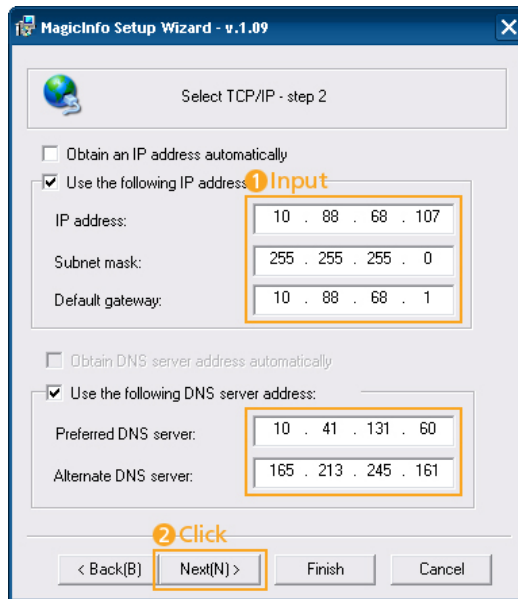 MagicInfo Setup Wizard - v.1.09
Select TCP/IP - step 2
Obtain an IP address automatically
Use the following IP address
1 Input
IP address: 10 . 88 . 68 . 107
Subnet mask: 255 . 255 . 255 . 0
Default gateway: 10 . 88 . 68 . 1
Obtain DNS server address automatically
Use the following DNS server address:
Preferred DNS server: 10 . 41 . 131 . 60
Alternate DNS server: 165 . 213 . 245 . 161
2 Click
< Back(B) Next(N) > Finish Cancel